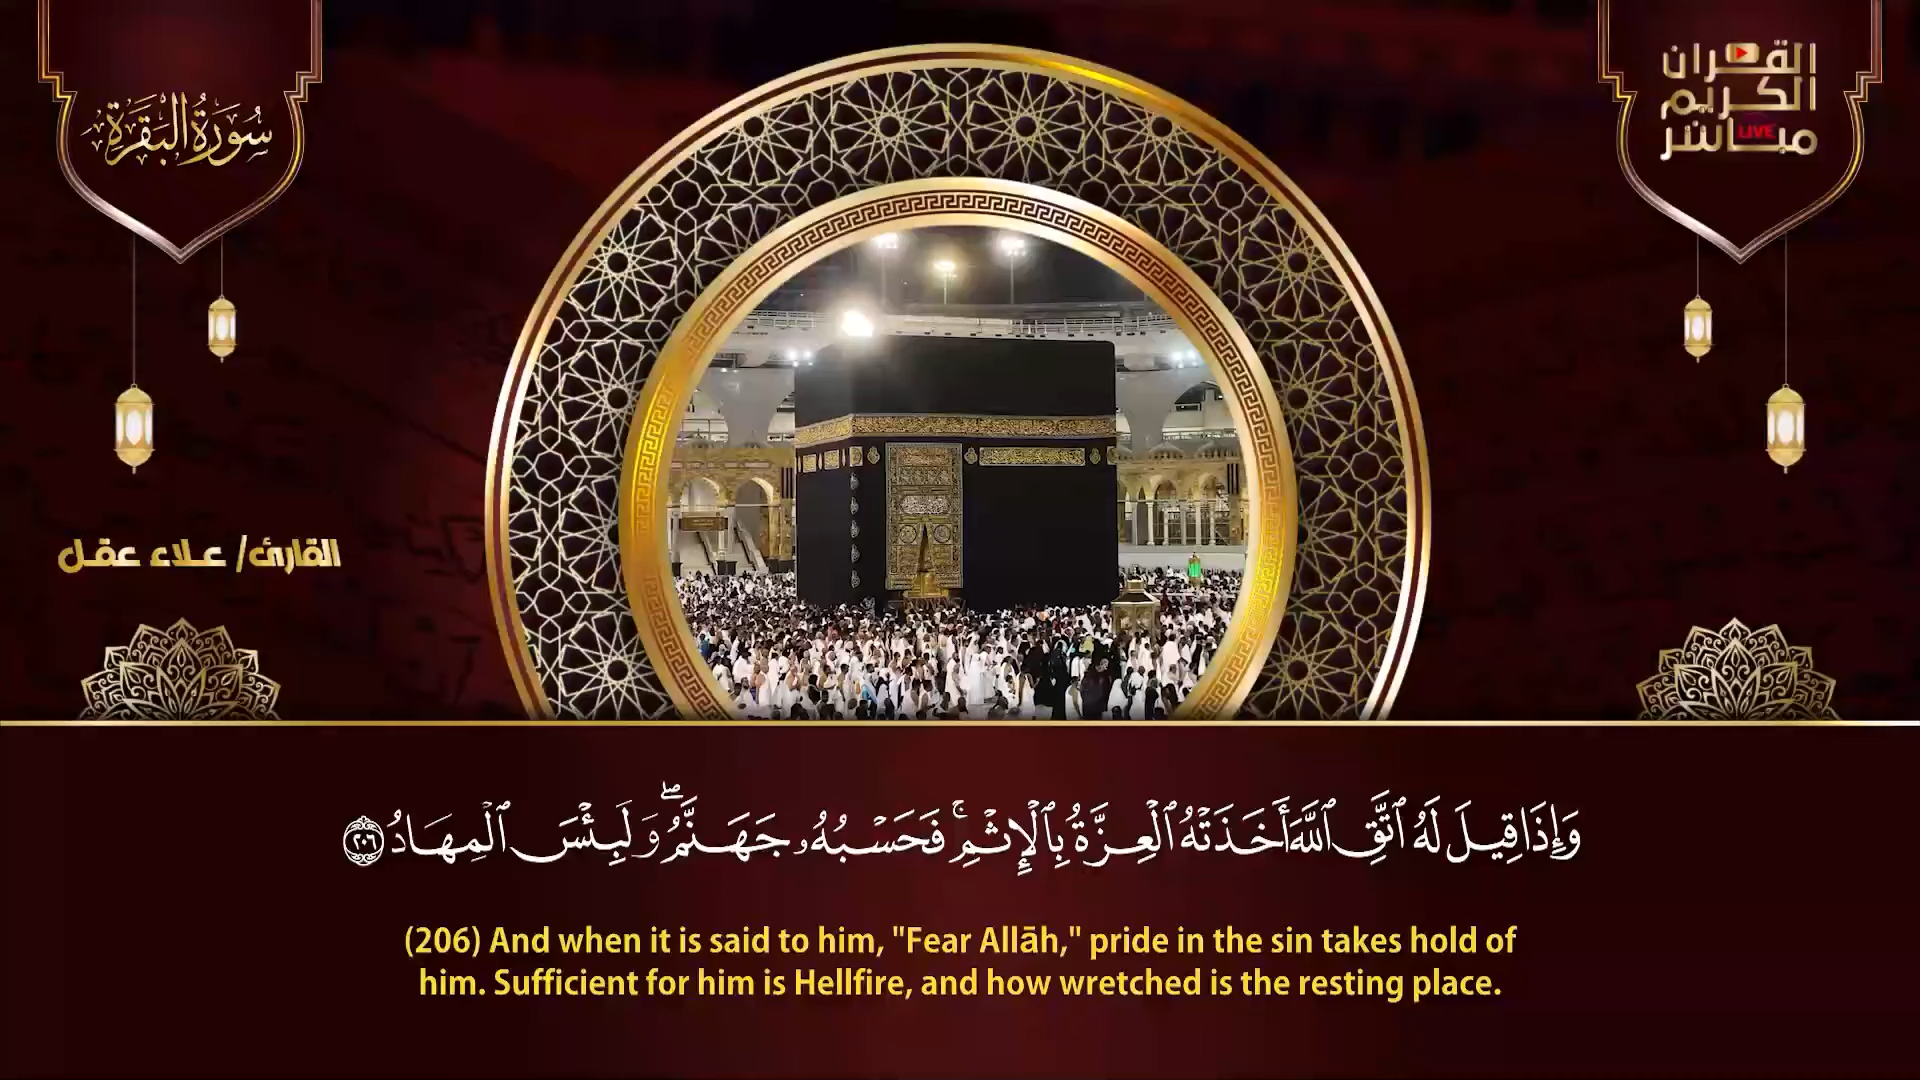 سُورَةُ البَقَرَةِ
القرآن
الكريم
مباشر
LIVE
القارئ/ علاء عقل
وَإِذَا قِيلَ لَهُ ٱتَّقِ ٱللَّهَ أَخَذَتْهُ ٱلْعِزَّةُ بِٱلْإِثْمِ ۚ فَحَسْبُهُۥ جَهَنَّمُ ۖ وَلَبِئْسَ ٱلْمِهَادُ ٢٠٦
(206) And when it is said to him, "Fear Allāh," pride in the sin takes hold of
him. Sufficient for him is Hellfire, and how wretched is the resting place.